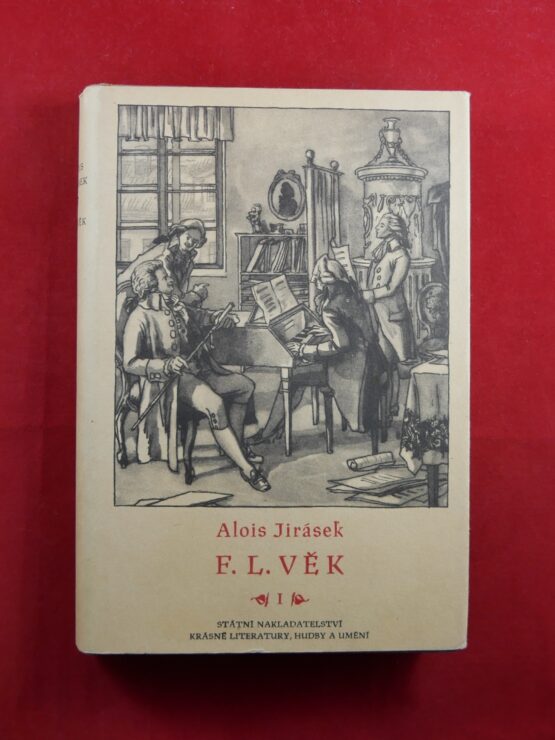 Alois Jirásek
F. L. VĚK
I
STÁTNÍ NAKLADATELSTVÍ
KRÁSNÉ LITERATURY, HUDBY A UMĚNÍ